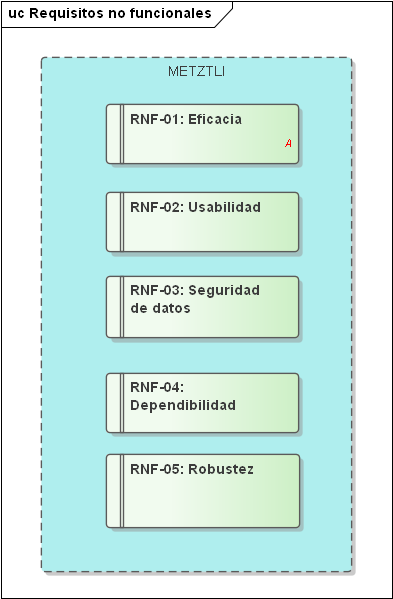 uc Requisitos no funcionales
METZTLI
RNF-01: Eficacia
A
RNF-02: Usabilidad
RNF-03: Seguridad
de datos
RNF-04:
Dependibilidad
RNF-05: Robustez